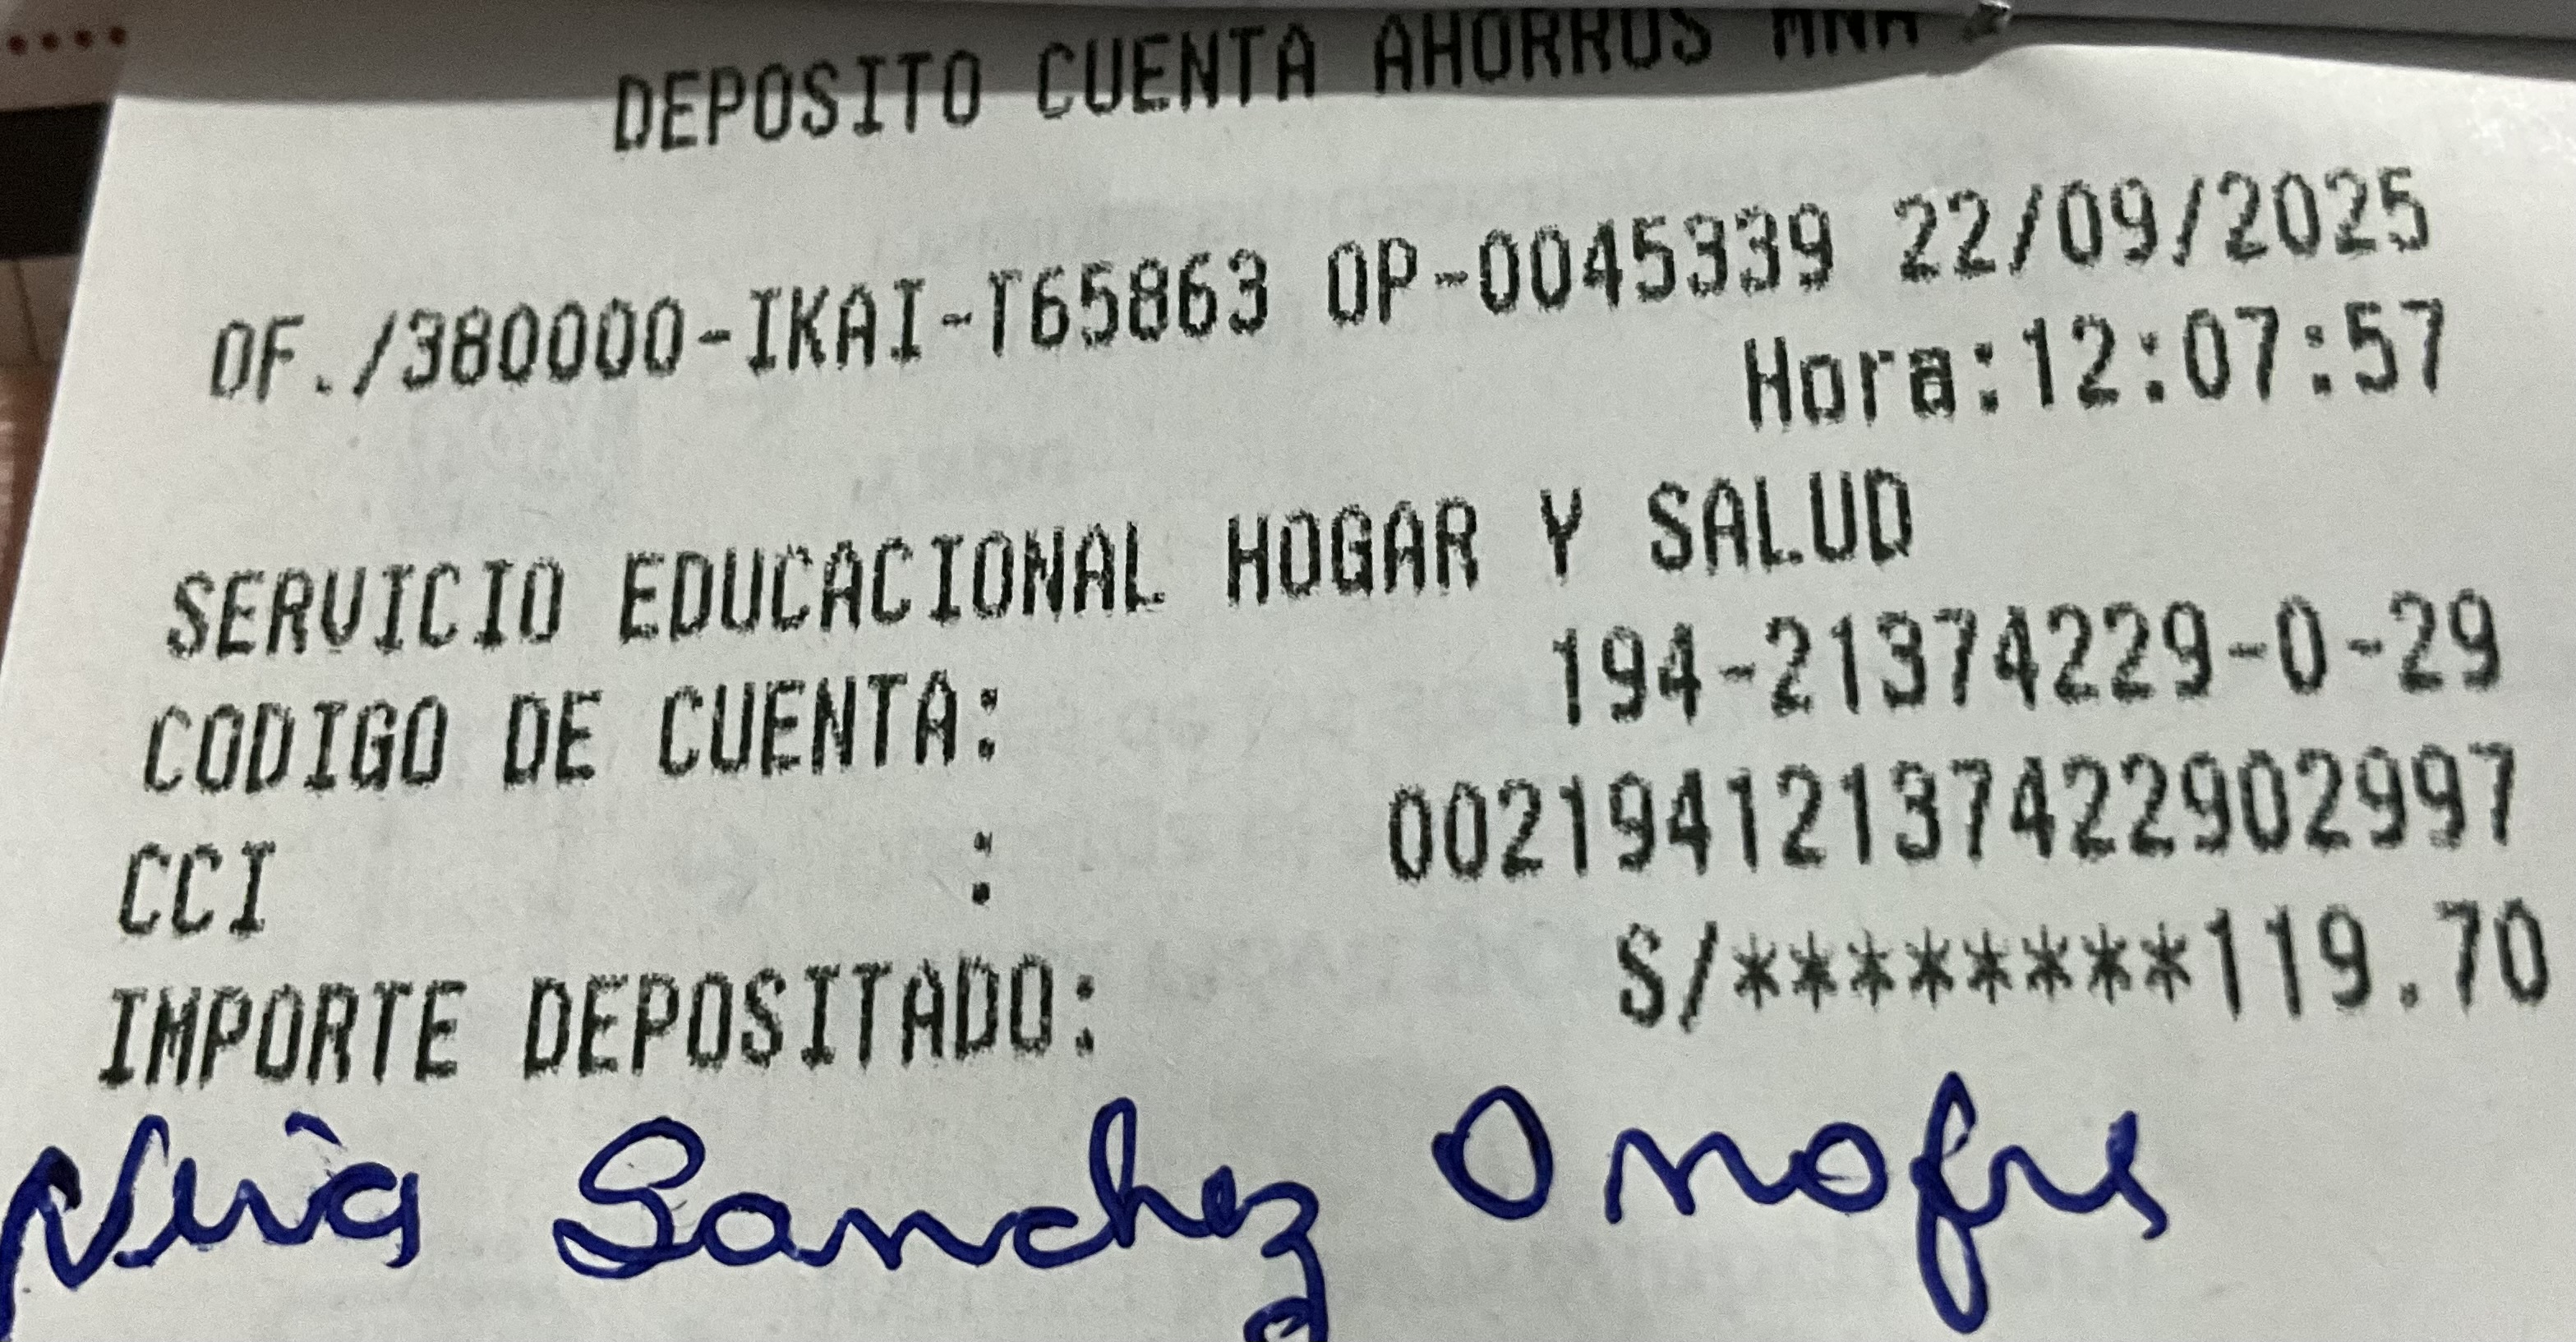 DEPOSITO CUENTA AHORROS MNA
OF./380000-IKAI-T65863 OP-0045339 22/09/2025
Hora:12:07:57
SERVICIO EDUCACIONAL HOGAR Y SALUD
CODIGO DE CUENTA: 194-21374229-0-29
CCI : 00219412137422902997
IMPORTE DEPOSITADO: S/********119.70
Sanchez Onofre